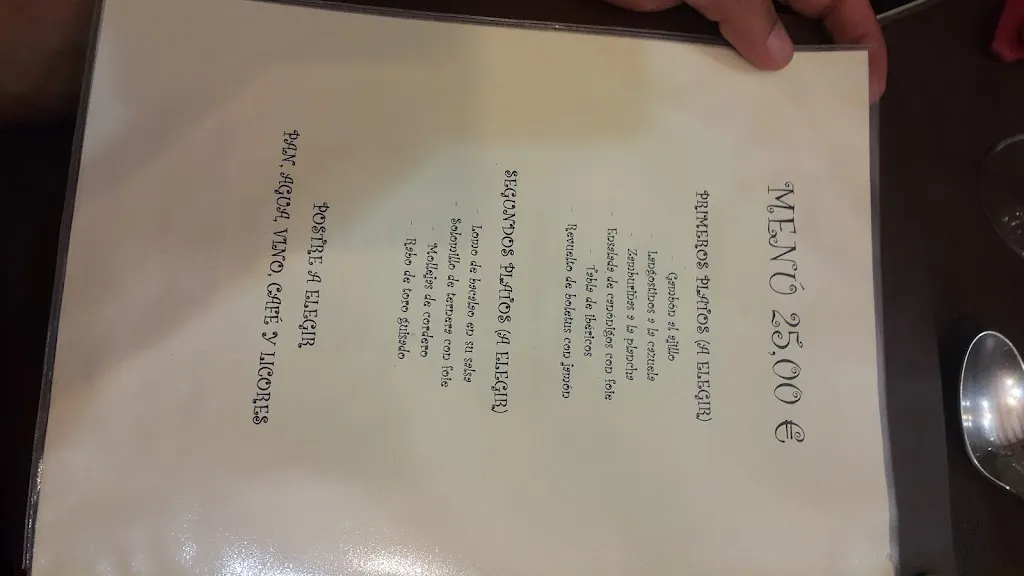 MENÚ 25,00 €
PRIMEROS PLATOS (A ELEGIR)
- Gambón al ajillo
- Langostinos a la cazuela
- Zamburiñas a la plancha
- Ensalada de canónigos con foie
- Tabla de ibéricos
- Revuelto de boletus con jamón
SEGUNDOS PLATOS (A ELEGIR)
- Lomo de bacalao en su salsa
- Solomillo de ternera con foie
- Mollejas de cordero
- Rabo de toro guisado
POSTRE A ELEGIR
PAN, AGUA, VINO, CAFÉ Y LICORES